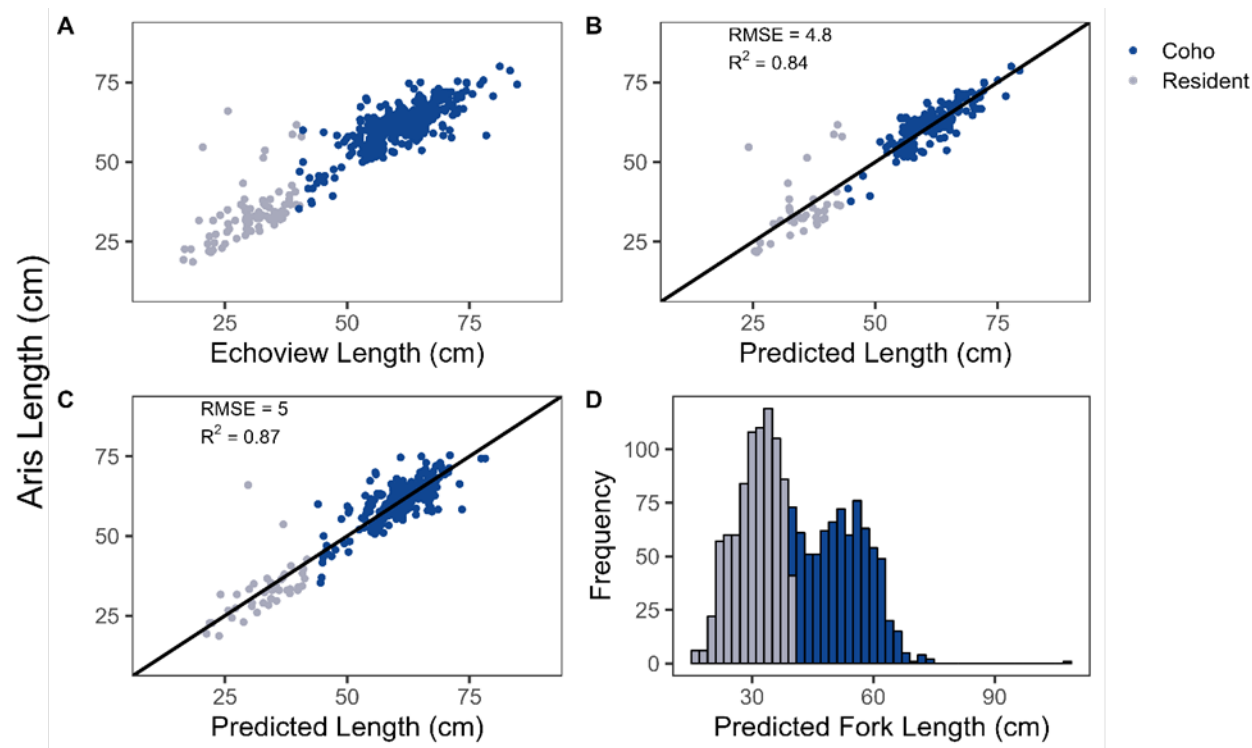 A
75
50
25
25
50
75
Echoview Length (cm)
B
RMSE = 4.8
R² = 0.84
75
50
25
25
50
75
Predicted Length (cm)
Coho
Resident
Aris Length (cm)
C
RMSE = 5
R² = 0.87
75
50
25
25
50
75
Predicted Length (cm)
D
Frequency
100
75
50
25
0
30
60
90
Predicted Fork Length (cm)